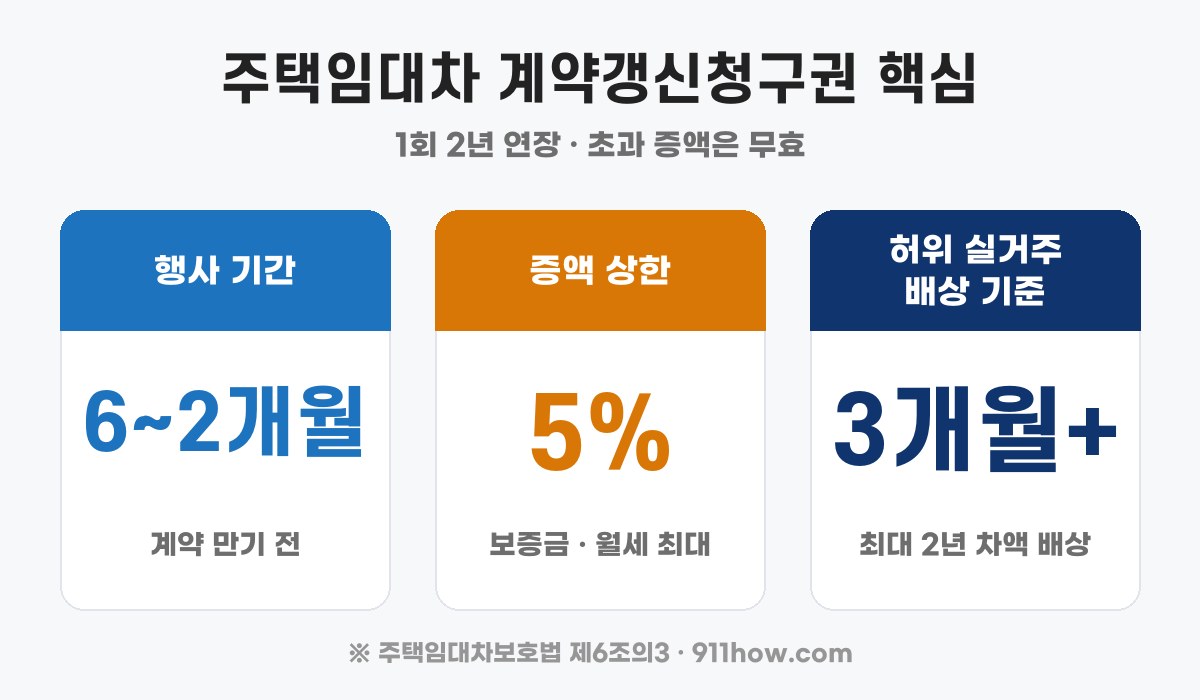 주택임대차 계약갱신청구권 핵심
1회 2년 연장 · 초과 증액은 무효
행사 기간
6~2개월
계약 만기 전
증액 상한
5%
보증금 · 월세 최대
허위 실거주
배상 기준
3개월+
최대 2년 차액 배상
※ 주택임대차보호법 제6조의3 · 911how.com